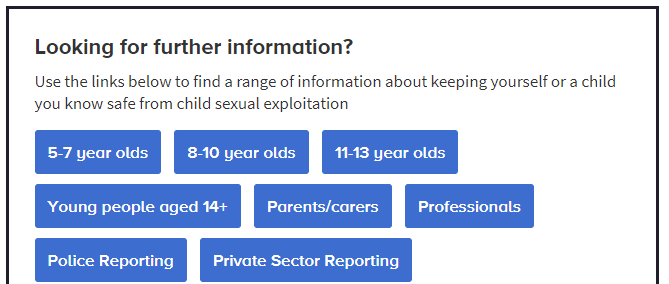 Looking for further information?
Use the links below to find a range of information about keeping yourself or a child
you know safe from child sexual exploitation
5-7 year olds
8-10 year olds
11-13 year olds
Young people aged 14+
Parents/carers
Professionals
Police Reporting
Private Sector Reporting